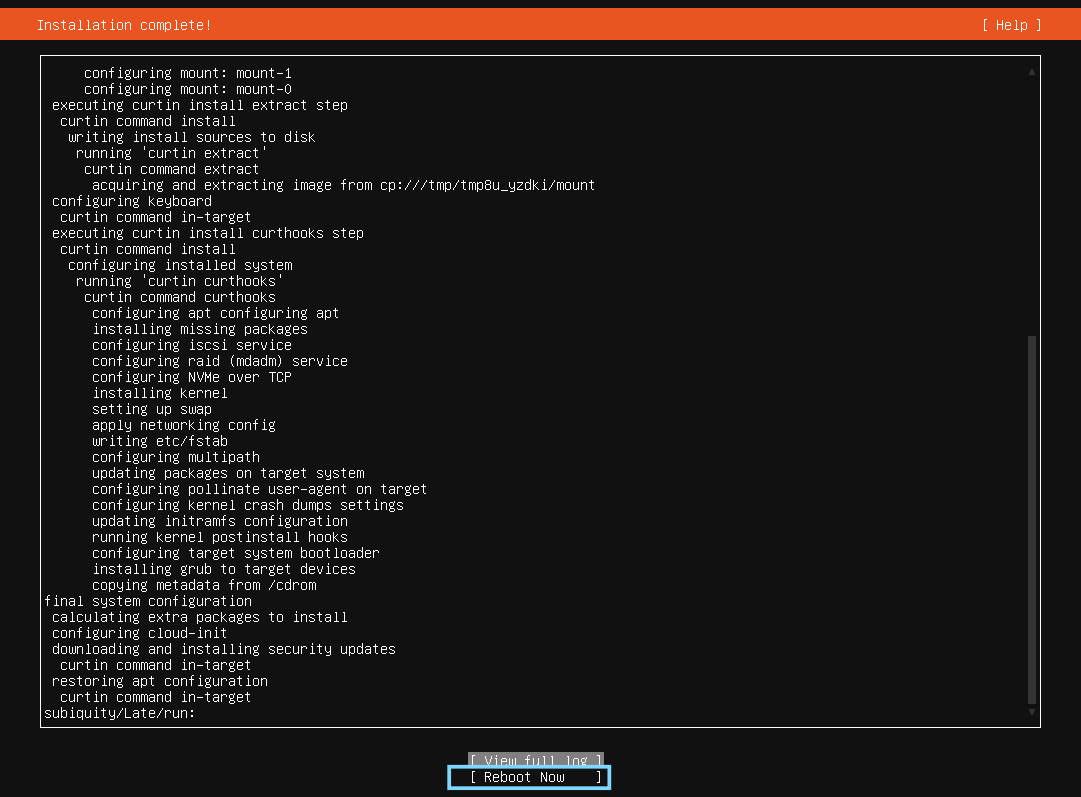 Installation complete!
[ Help ]
configuring mount: mount-1
configuring mount: mount-0
executing curtin install extract step
curtin command install
writing install sources to disk
running 'curtin extract'
curtin command extract
acquiring and extracting image from cp:///tmp/tmp8u_yzdki/mount
configuring keyboard
curtin command in-target
executing curtin install curthooks step
curtin command install
configuring installed system
running 'curtin curthooks'
curtin command curthooks
configuring apt configuring apt
installing missing packages
configuring iscsi service
configuring raid (mdadm) service
configuring NVMe over TCP
installing kernel
setting up swap
apply networking config
writing etc/fstab
configuring multipath
updating packages on target system
configuring pollinate user-agent on target
configuring kernel crash dumps settings
updating initramfs configuration
running kernel postinstall hooks
configuring target system bootloader
installing grub to target devices
copying metadata from /cdrom
final system configuration
calculating extra packages to install
configuring cloud-init
downloading and installing security updates
curtin command in-target
restoring apt configuration
curtin command in-target
subiquity/Late/run:
[ View full log ]
[ Reboot Now ]